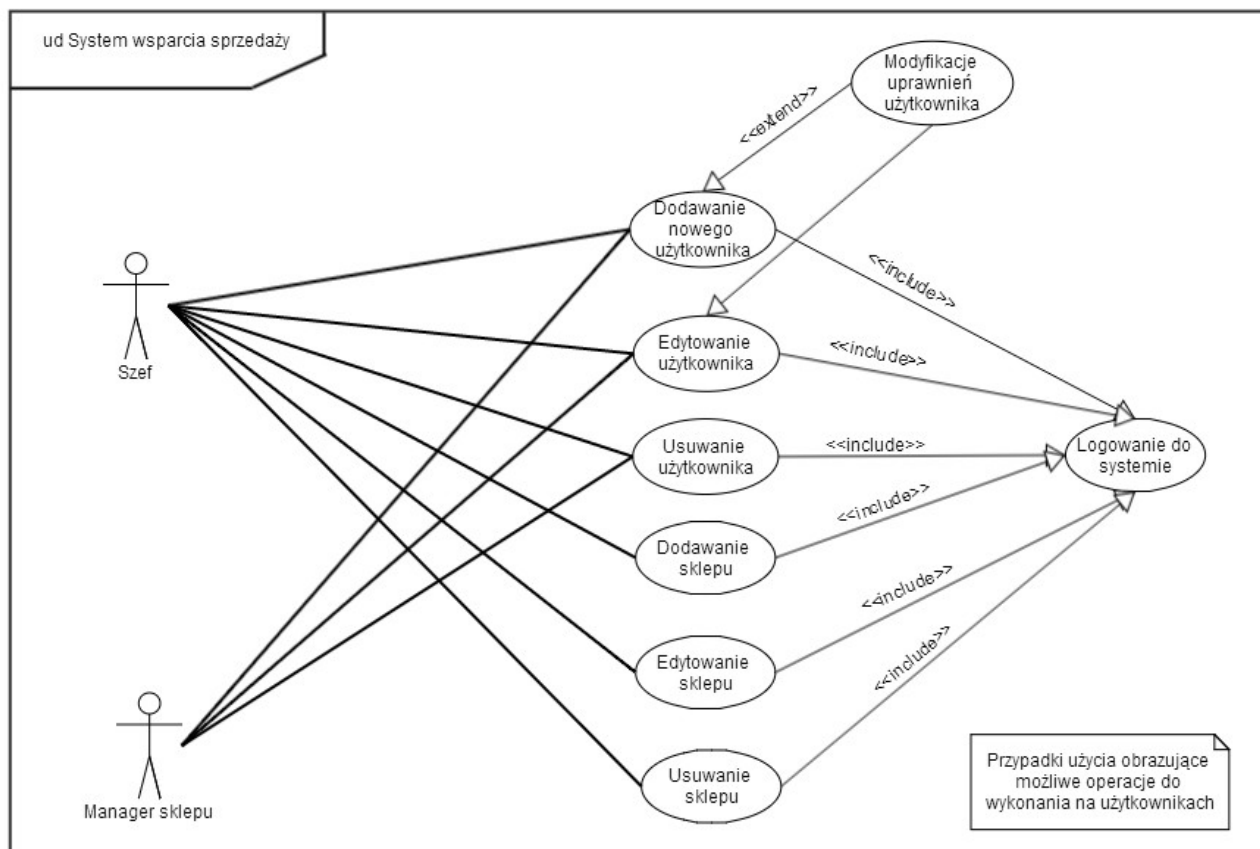 ud System wsparcia sprzedaży
Modyfikacje
uprawnień
użytkownika
<<extend>>
Dodawanie
nowego
użytkownika
<<include>>
Szef
Edytowanie
użytkownika
<<include>>
Usuwanie
użytkownika
<<include>>
Logowanie do
systemie
Dodawanie
sklepu
<<include>>
Edytowanie
sklepu
<<include>>
Usuwanie
sklepu
<<include>>
Manager sklepu
Przypadki użycia obrazujące
możliwe operacje do
wykonania na użytkownikach